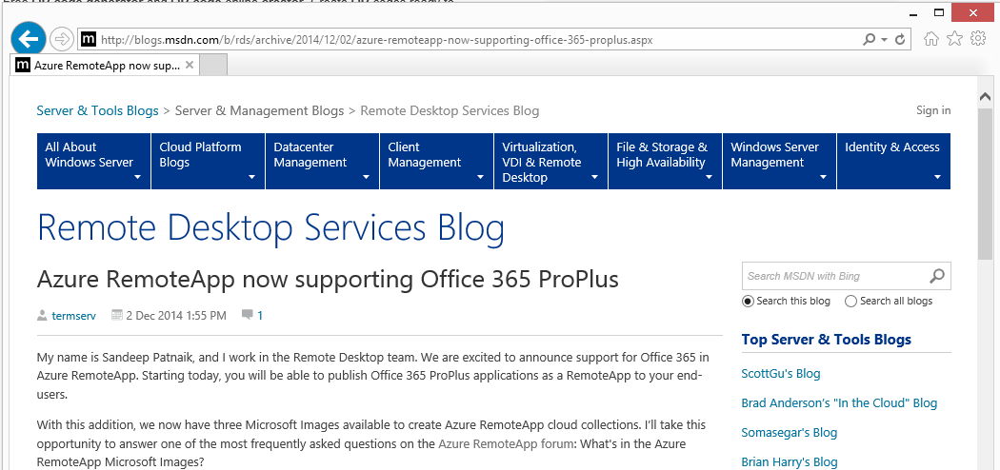 http://blogs.msdn.com/b/rds/archive/2014/12/02/azure-remoteapp-now-supporting-office-365-proplus.aspx
m Azure RemoteApp now sup...
Server & Tools Blogs > Server & Management Blogs > Remote Desktop Services Blog
Sign in
All About
Windows Server
Cloud Platform
Blogs
Datacenter
Management
Client
Management
Virtualization,
VDI & Remote
Desktop
File & Storage &
High Availability
Windows Server
Management
Identity & Access
Remote Desktop Services Blog
Azure RemoteApp now supporting Office 365 ProPlus
termserv 2 Dec 2014 1:55 PM 1
My name is Sandeep Patnaik, and I work in the Remote Desktop team. We are excited to announce support for Office 365 in
Azure RemoteApp. Starting today, you will be able to publish Office 365 ProPlus applications as a RemoteApp to your end-
users.
With this addition, we now have three Microsoft Images available to create Azure RemoteApp cloud collections. I'll take this
opportunity to answer one of the most frequently asked questions on the Azure RemoteApp forum: What's in the Azure
RemoteApp Microsoft Images?
Search MSDN with Bing
Search this blog Search all blogs
Top Server & Tools Blogs
ScottGu's Blog
Brad Anderson's "In the Cloud" Blog
Somasegar's Blog
Brian Harry's Blog